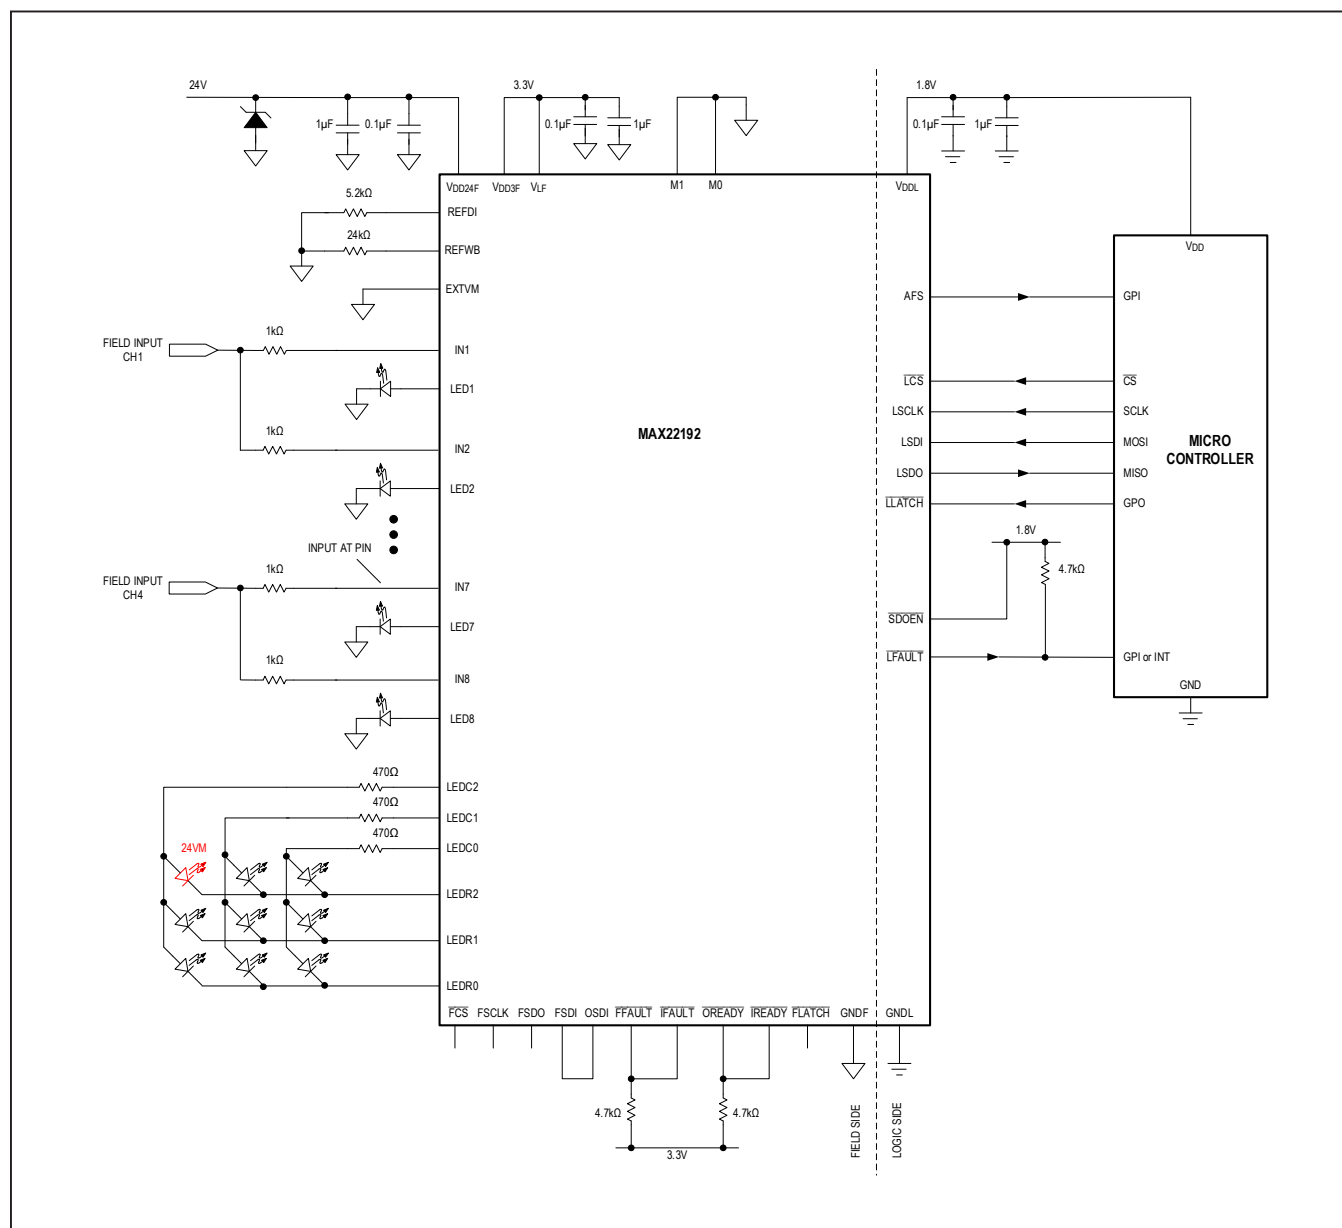 24V
3.3V
1.8V
1µF
0.1µF
0.1µF
1µF
0.1µF
1µF
VDD24F
VDD3F
VLF
M1
M0
VDDL
5.2kΩ
REFDI
24kΩ
REFWB
VDD
EXTVM
AFS
GPI
1kΩ
FIELD INPUT
CH1
IN1
LED1
LCS
CS
LSCLK
SCLK
MAX22192
1kΩ
IN2
LSDI
MOSI
MICRO
CONTROLLER
LSDO
MISO
LED2
LLATCH
GPO
1.8V
INPUT AT PIN
4.7kΩ
1kΩ
FIELD INPUT
CH4
IN7
LED7
SDOEN
1kΩ
LFAULT
GPI or INT
IN8
GND
LED8
470Ω
LEDC2
470Ω
LEDC1
470Ω
24VM
LEDC0
LEDR2
LEDR1
LEDR0
FCS
FSCLK
FSDO
FSDI
OSDI
FFAULT
IFAULT
OREADY
IREADY
FLATCH
GNDF
GNDL
4.7kΩ
4.7kΩ
3.3V
FIELD SIDE
LOGIC SIDE